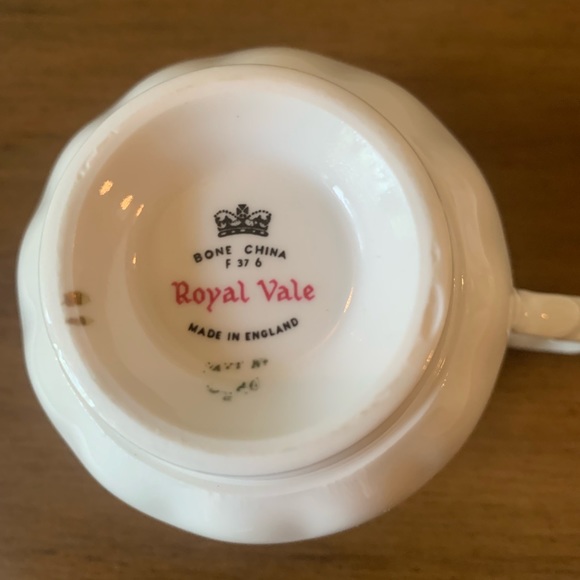 BONE CHINA
F 37 6
Royal Vale
MADE IN ENGLAND